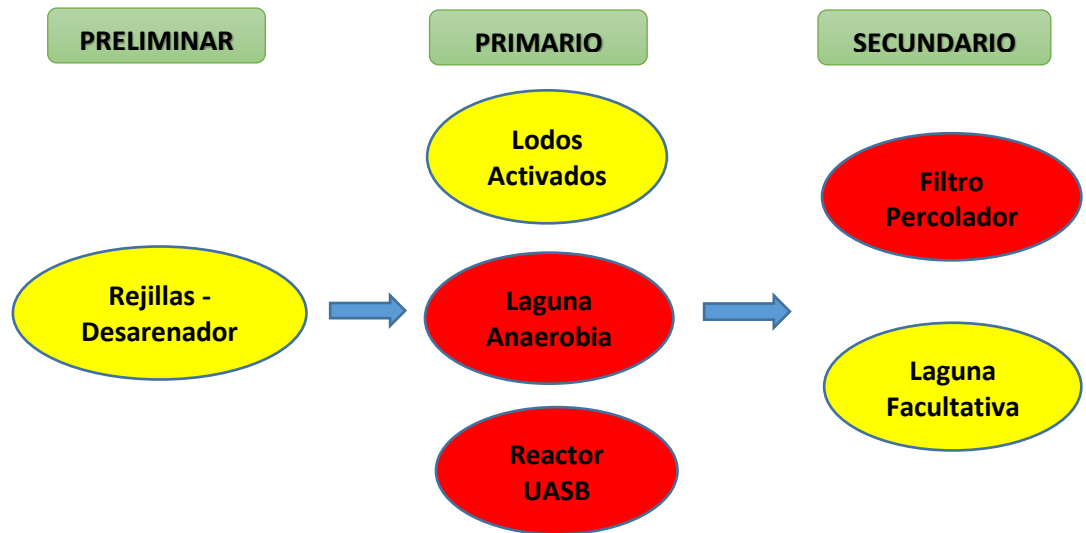 PRELIMINAR
PRIMARIO
SECUNDARIO
Lodos
Activados
Filtro
Percolador
Rejillas -
Desarenador
Laguna
Anaerobia
Laguna
Facultativa
Reactor
UASB